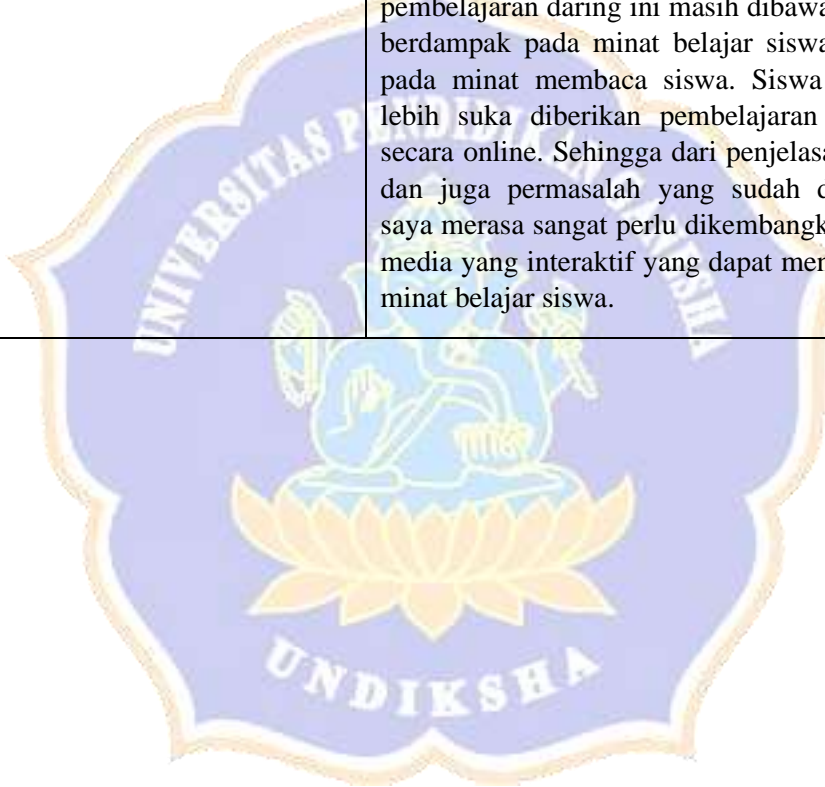 pembelajaran daring ini masih dibawa
berdampak pada minat belajar siswa
pada minat membaca siswa. Siswa
lebih suka diberikan pembelajaran
secara online. Sehingga dari penjelasa
dan juga permasalah yang sudah d
saya merasa sangat perlu dikembangk
media yang interaktif yang dapat men
minat belajar siswa.
UNIVERSITAS PENDIDIKAN GANESHA
UNDIKSHA